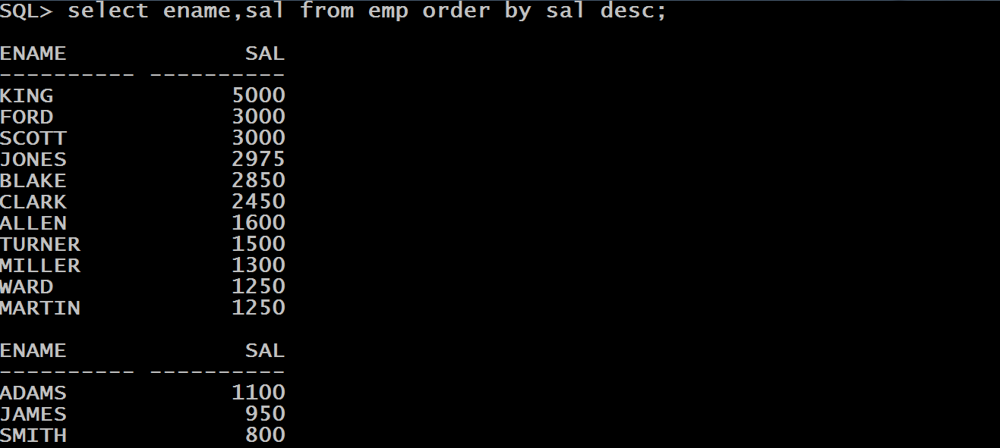 SQL> select ename,sal from emp order by sal desc;
ENAME             SAL
---------- ----------
KING             5000
FORD             3000
SCOTT            3000
JONES            2975
BLAKE            2850
CLARK            2450
ALLEN            1600
TURNER           1500
MILLER           1300
WARD             1250
MARTIN           1250
ENAME             SAL
---------- ----------
ADAMS            1100
JAMES             950
SMITH             800